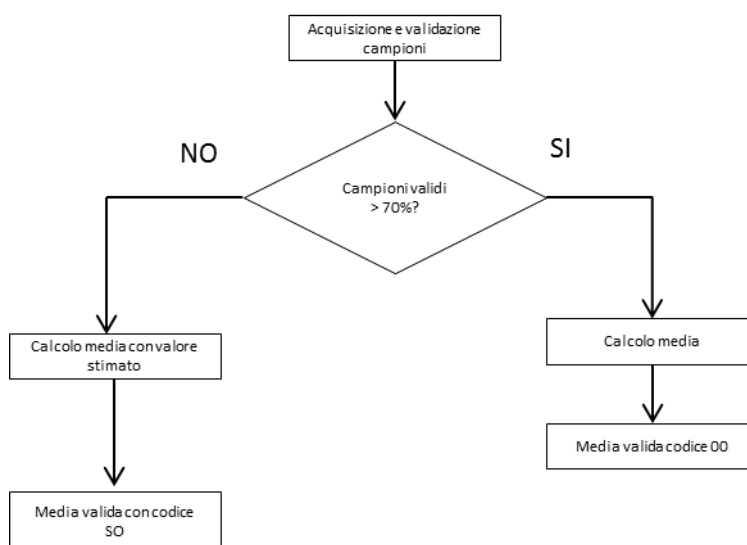 Acquisizione e validazione
campioni
NO
SI
Campioni validi
> 70%?
Calcolo media con valore
stimato
Calcolo media
Media valida codice 00
Media valida con codice
SO